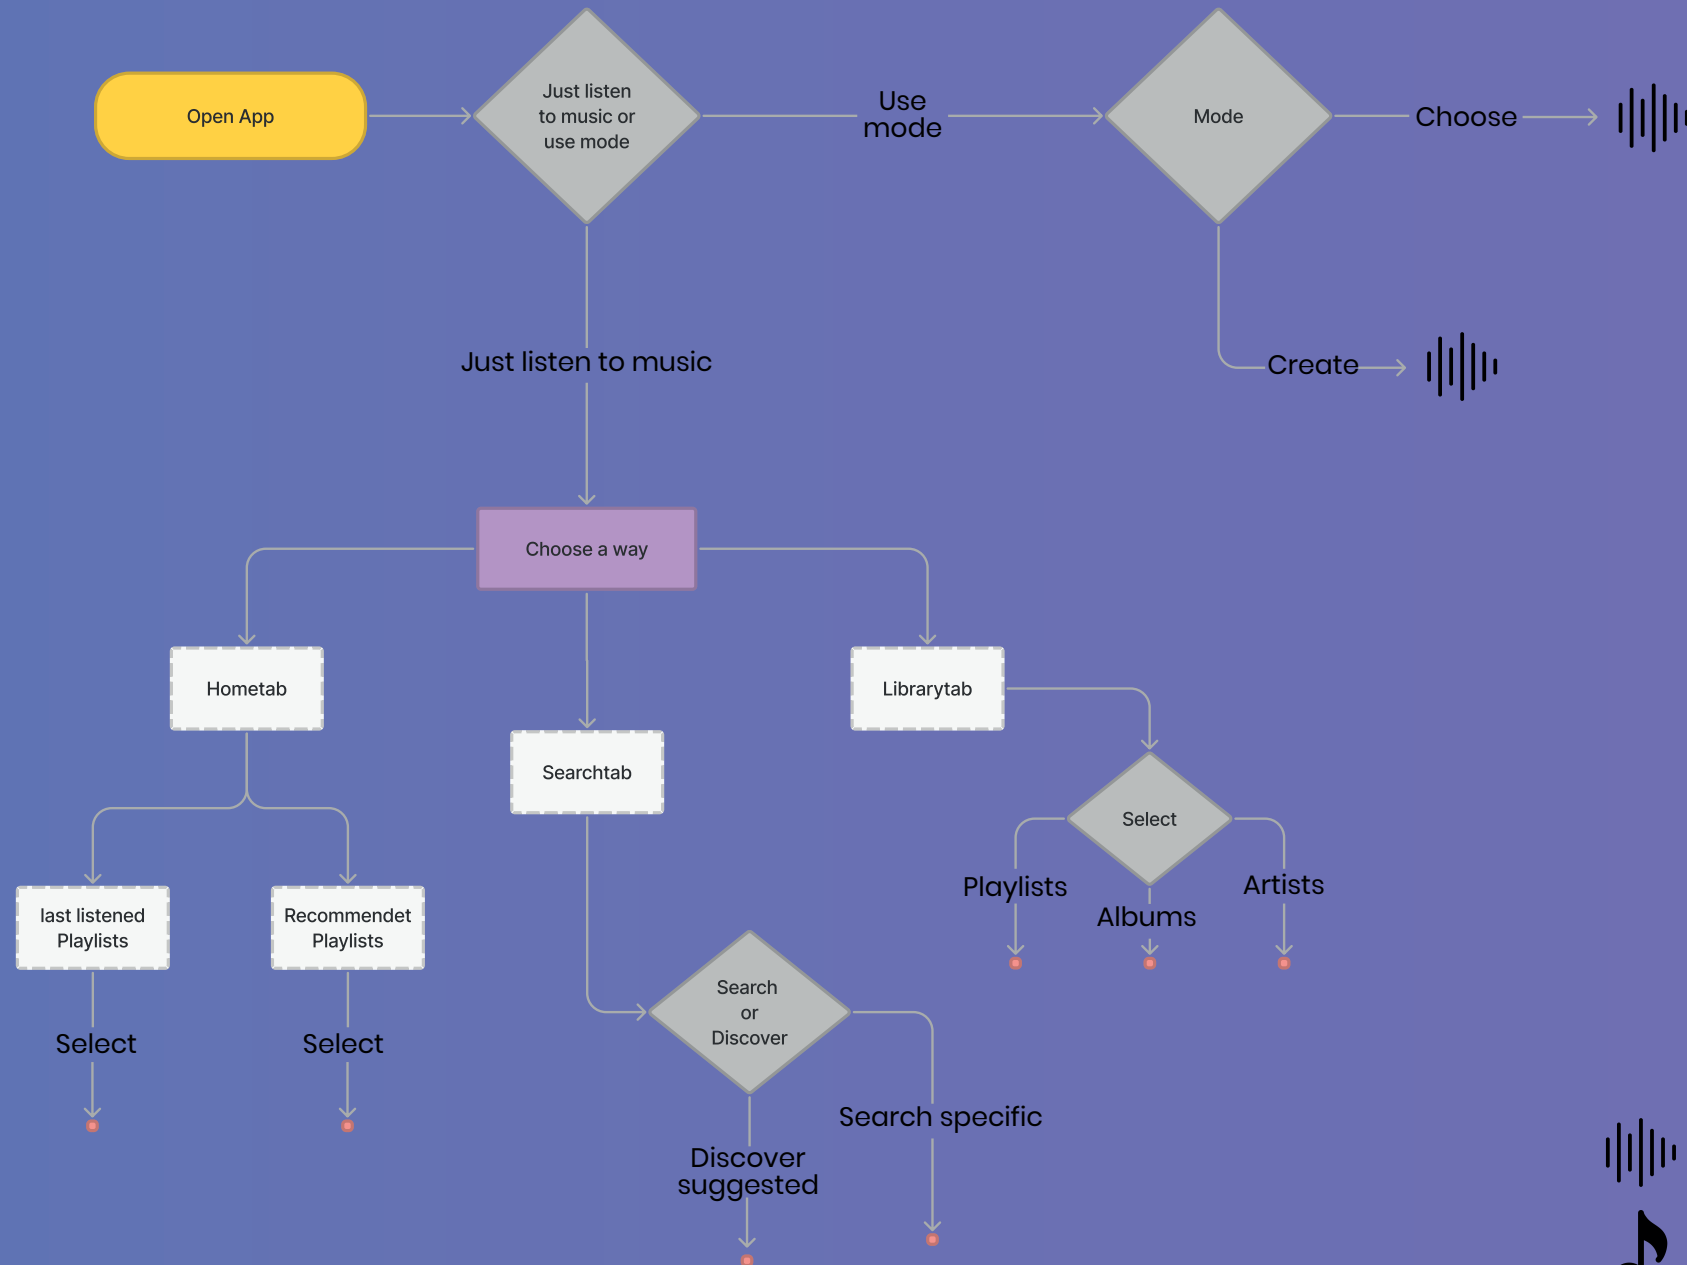 Open App
Just listen
to music or
use mode
Use
mode
Mode
Choose
Just listen to music
Create
Choose a way
Hometab
Librarytab
Searchtab
Select
Playlists
Albums
Artists
last listened
Playlists
Recommendet
Playlists
Search
or
Discover
Select
Select
Search specific
Discover
suggested